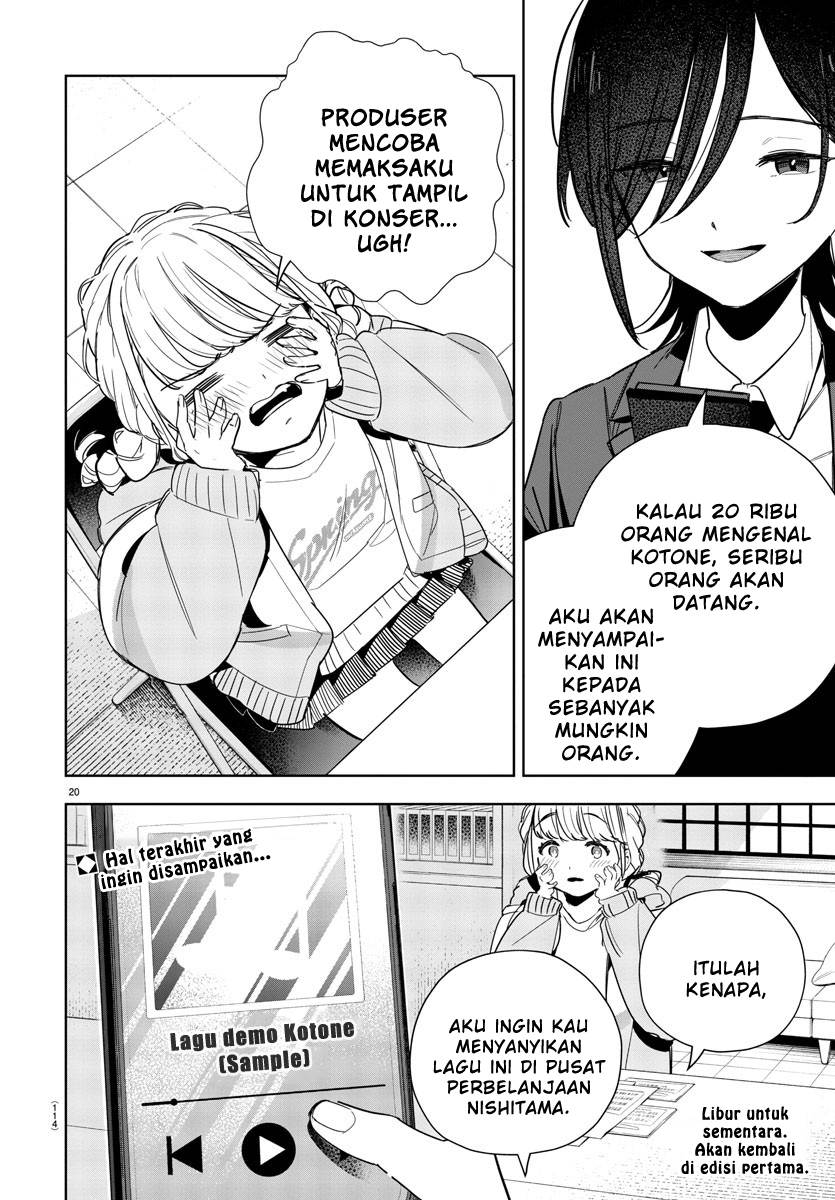 KALAU 20 RIBU
ORANG MENGENAL
KOTONE, SERIBU
ORANG AKAN
DATANG.
AKU AKAN
MENYAMPAI-
KAN INI
KEPADA
SEBANYAK
MUNGKIN
ORANG.
PRODUSER
MENCOBA
MEMAKSAKU
UNTUK TAMPIL
DI KONSER...
UGH!
Spring
20
ITULAH
KENAPA,
AKU INGIN KAU
MENYANYIKAN
LAGU INI DI PUSAT
PERBELANJAAN
NISHITAMA.
Hal terakhir yang
ingin disampaikan...
Lagu demo Kotone
(Sample)
Libur untuk
sementara.
Akan kembali
di edisi pertama.
(114)